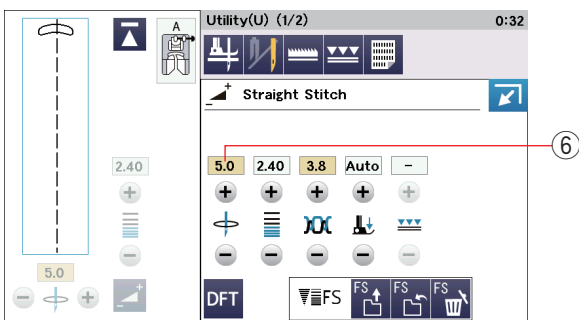 A
Utility(U) (1/2) 0:32
Straight Stitch
6
2.40 5.0 2.40 3.8 Auto –
5.0
DFT FS FS FS FS